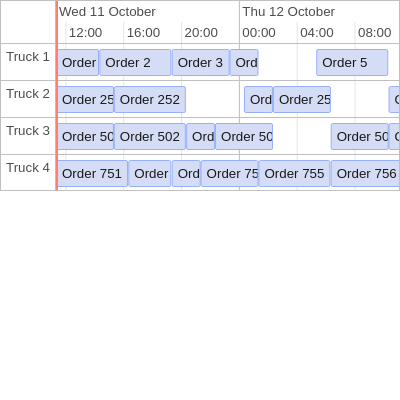 Wed 11 October Thu 12 October
12:00 16:00 20:00 00:00 04:00 08:00
Truck 1 Order Order 2 Order 3 Ord Order 5
Truck 2 Order 25 Order 252 Ord Order 25
Truck 3 Order 50 Order 502 Ord Order 50 Order 50
Truck 4 Order 751 Order Ord Order 75 Order 755 Order 756